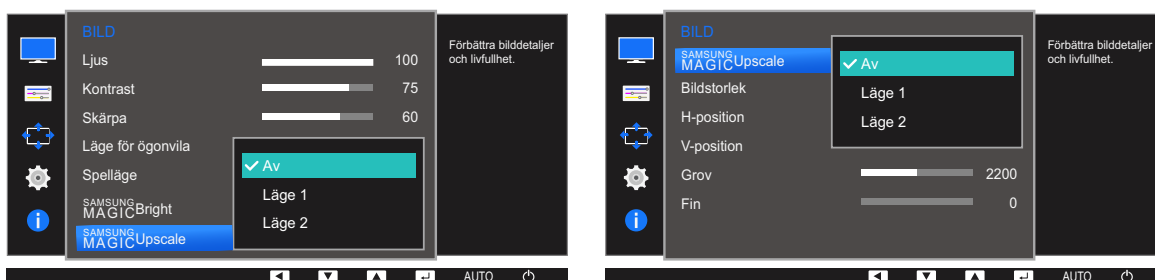 BILD
Ljus 100
Kontrast 75
Skärpa 60
Läge för ögonvila
Spelläge
SAMSUNG
MAGICBright
SAMSUNG
MAGICUpscale
Av
Läge 1
Läge 2
Förbättra bilddetaljer
och livfullhet.
AUTO
BILD
SAMSUNG
MAGICUpscale
Bildstorlek
H-position
V-position
Grov 2200
Fin 0
Av
Läge 1
Läge 2
Förbättra bilddetaljer
och livfullhet.
AUTO